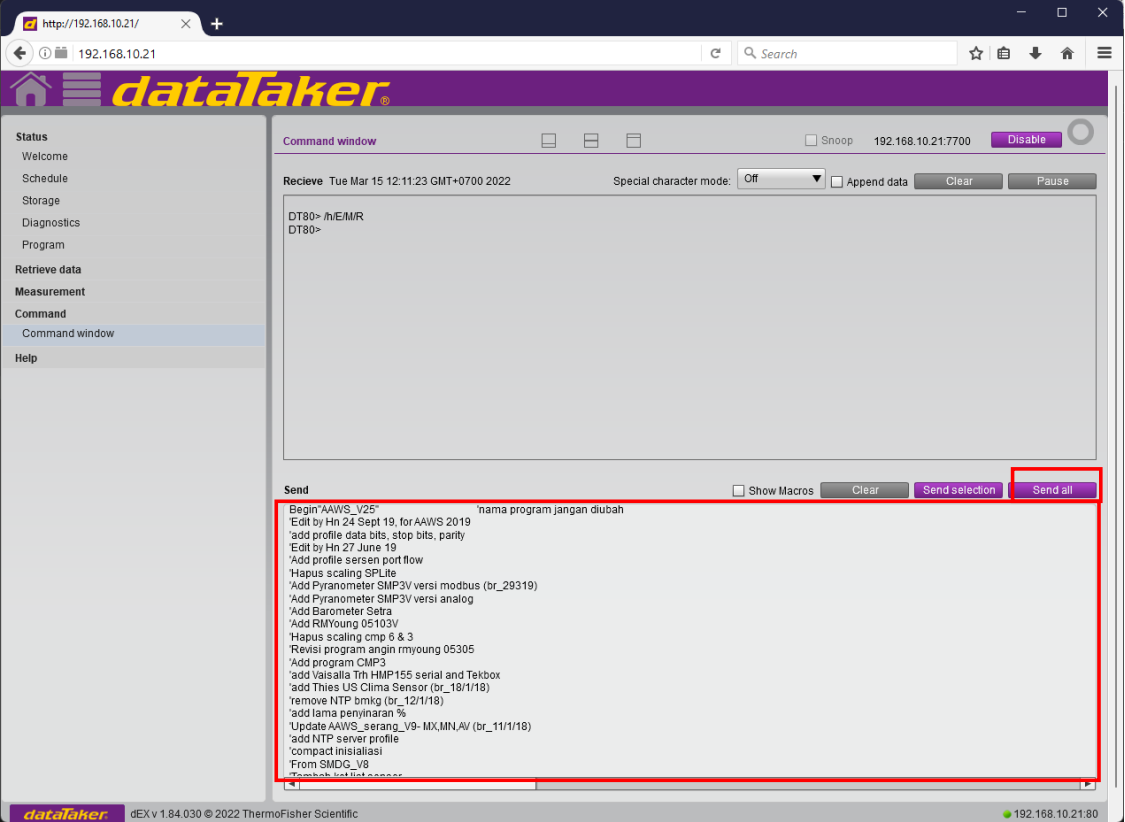 http://192.168.10.21/
192.168.10.21
Search
dataTaker®
Status
Welcome
Schedule
Storage
Diagnostics
Program
Retrieve data
Measurement
Command
Command window
Help
Command window
Snoop
192.168.10.21:7700
Disable
Recieve Tue Mar 15 12:11:23 GMT+0700 2022
Special character mode: Off
Append data
Clear
Pause
DT80> /h/E/M/R
DT80>
Send
Show Macros
Clear
Send selection
Send all
Begin"AAWS_V25" 'nama program jangan diubah
'Edit by Hn 24 Sept 19, for AAWS 2019
'add profile data bits, stop bits, parity
'Edit by Hn 27 June 19
'Add profile sersen port flow
'Hapus scaling SPLite
'Add Pyranometer SMP3V versi modbus (br_29319)
'Add Pyranometer SMP3V versi analog
'Add Barometer Setra
'Add RMYoung 05103V
'Hapus scaling cmp 6 & 3
'Revisi program angin rmyoung 05305
'Add program CMP3
'add Vaisalla Trh HMP155 serial and Tekbox
'add Thies US Clima Sensor (br_18/1/18)
'remove NTP bmkg (br_12/1/18)
'add lama penyinaran %
'Update AAWS_serang_V9- MX,MN,AV (br_11/1/18)
'add NTP server profile
'compact inisialiasi
'From SMDG_V8
'Tambah ket list sensor
dataTaker.
dEX v 1.84.030 © 2022 ThermoFisher Scientific
192.168.10.21:80